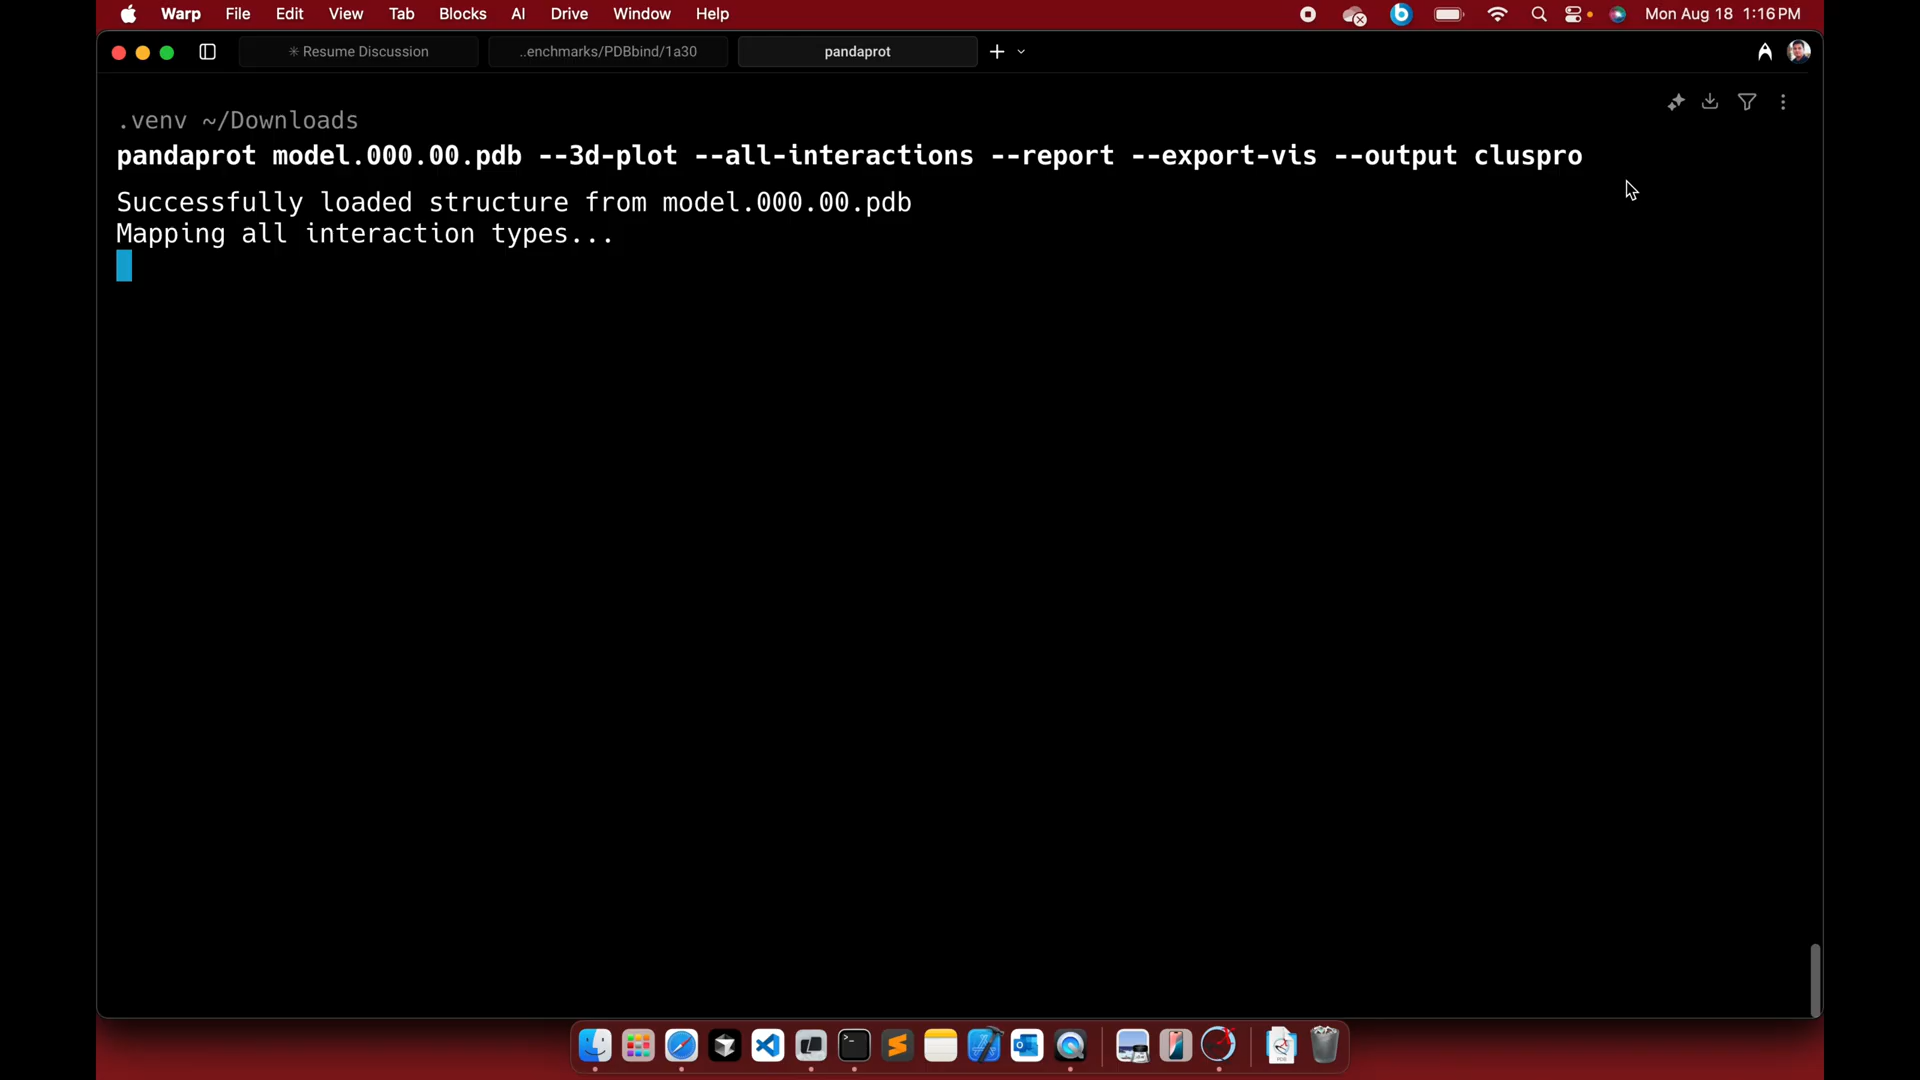 Warp File Edit View Tab Blocks AI Drive Window Help Mon Aug 18 1:16 PM
Resume Discussion ..enchmarks/PDBbind/1a30 pandaprot
.venv ~/Downloads
pandaprot model.000.00.pdb --3d-plot --all-interactions --report --export-vis --output cluspro
Successfully loaded structure from model.000.00.pdb
Mapping all interaction types...